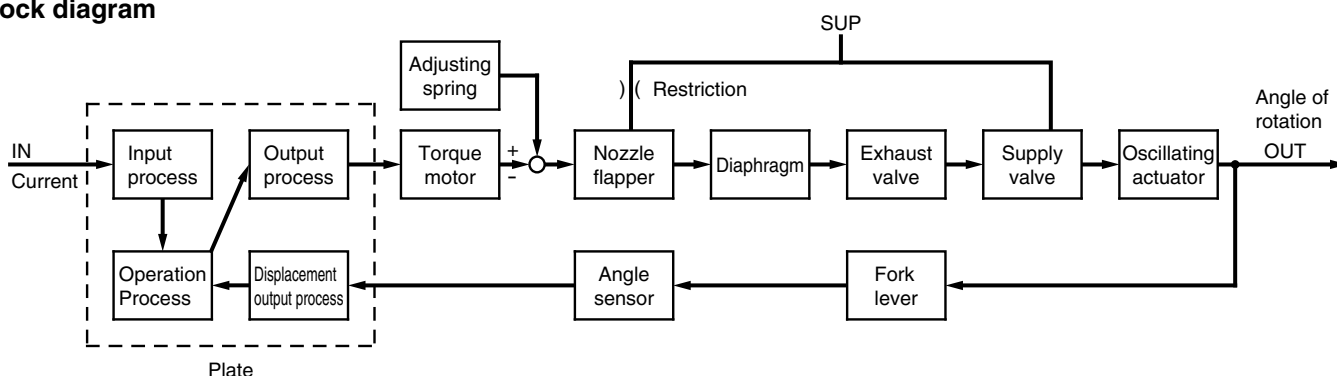 ock diagram
SUP
Adjusting
spring
) ( Restriction
Angle of
rotation
IN
Current
Input
process
Output
process
Torque
motor
+
-
Nozzle
flapper
Diaphragm
Exhaust
valve
Supply
valve
Oscillating
actuator
OUT
Operation
Process
Displacement
output process
Angle
sensor
Fork
lever
Plate